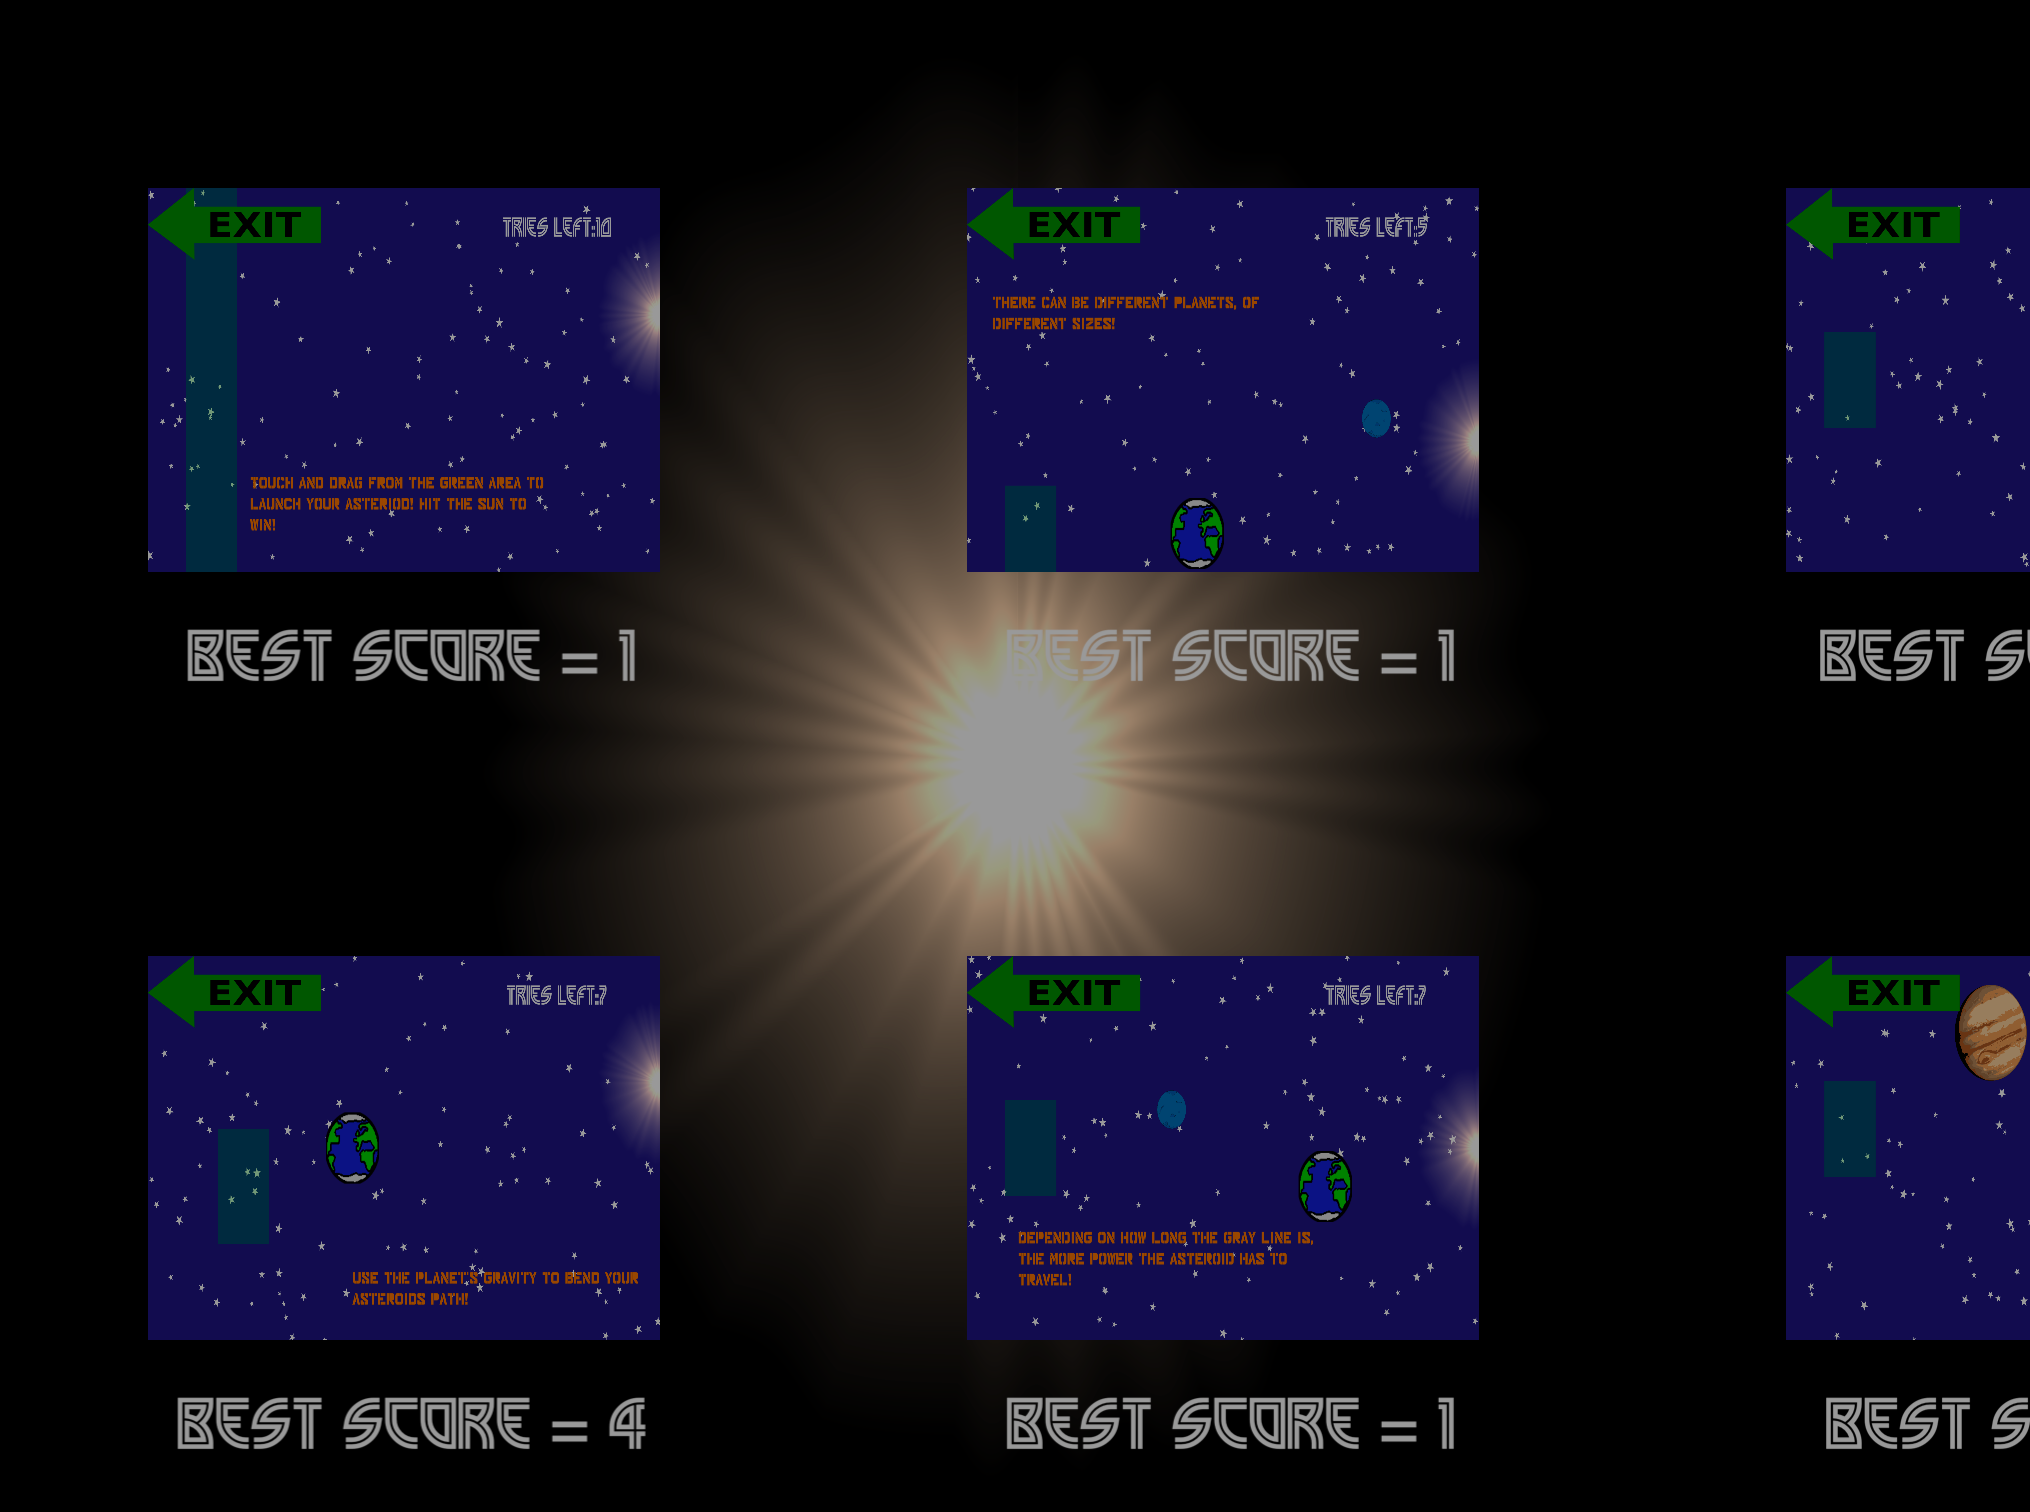 EXIT
TRIES LEFT:10
TOUCH AND DRAG FROM THE GREEN AREA TO
LAUNCH YOUR ASTERIOD! HIT THE SUN TO
WIN!
BEST SCORE = 1
EXIT
TRIES LEFT:5
THERE CAN BE DIFFERENT PLANETS, OF
DIFFERENT SIZES!
BEST SCORE = 1
EXIT
BEST
EXIT
TRIES LEFT:7
USE THE PLANET'S GRAVITY TO BEND YOUR
ASTEROIDS PATH!
BEST SCORE = 4
EXIT
TRIES LEFT:7
DEPENDING ON HOW LONG THE GRAY LINE IS,
THE MORE POWER THE ASTEROID HAS TO
TRAVEL!
BEST SCORE = 1
EXIT
BEST